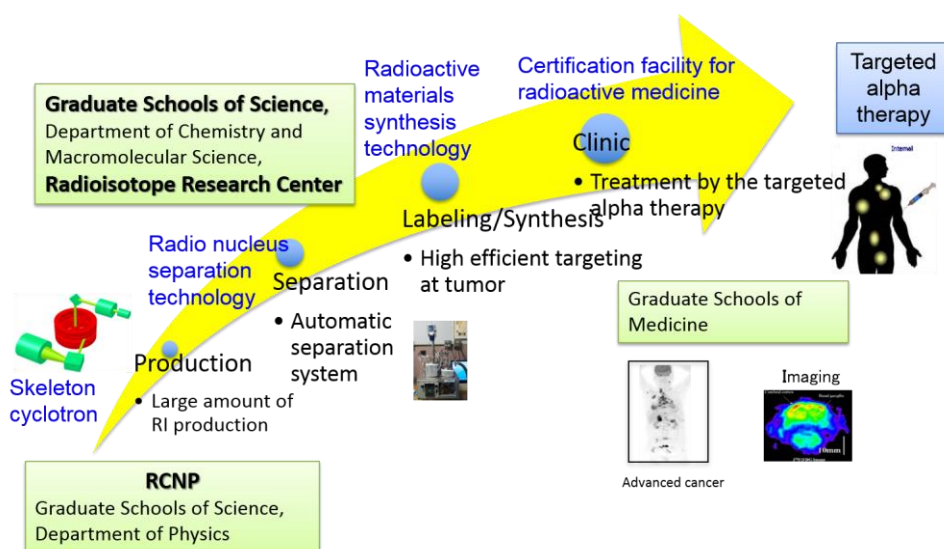 Graduate Schools of Science,
Department of Chemistry and
Macromolecular Science,
Radioisotope Research Center
Radioactive
materials
synthesis
technology
Certification facility for
radioactive medicine
Targeted
alpha
therapy
Internal
Clinic
• Treatment by the targeted
alpha therapy
Labeling/Synthesis
• High efficient targeting
at tumor
Radio nucleus
separation
technology
Separation
• Automatic
separation
system
Production
• Large amount of
RI production
Skeleton
cyclotron
Graduate Schools of
Medicine
Imaging
10mm
Advanced cancer
RCNP
Graduate Schools of Science,
Department of Physics